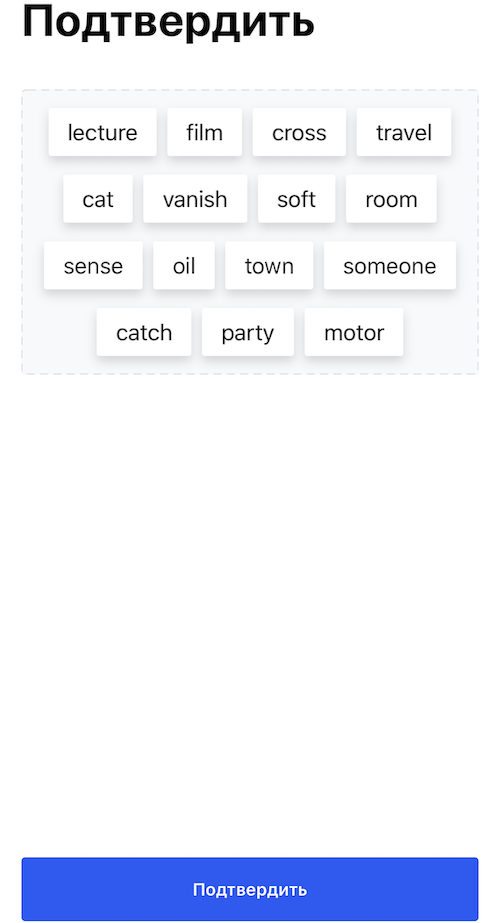 Подтвердить
lecture film cross travel
cat vanish soft room
sense oil town someone
catch party motor
Подтвердить